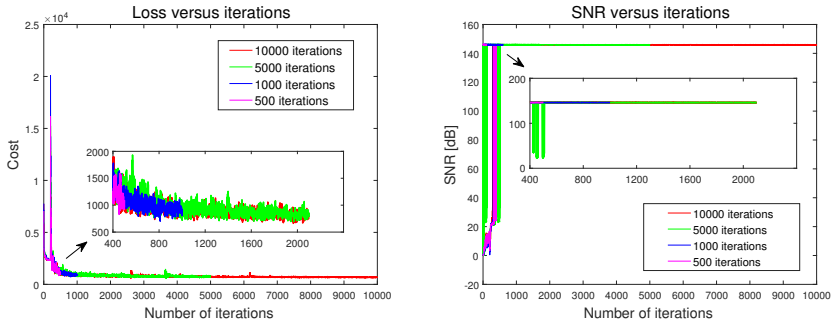 Loss versus iterations
2.5
×10⁴
2
1.5
1
0.5
0
Cost
0 1000 2000 3000 4000 5000 6000 7000 8000 9000 10000
Number of iterations
10000 iterations
5000 iterations
1000 iterations
500 iterations
2000
1500
1000
500
400 800 1200 1600 2000
SNR versus iterations
160
140
120
100
80
60
40
20
0
-20
SNR [dB]
0 1000 2000 3000 4000 5000 6000 7000 8000 9000 10000
Number of iterations
200
100
0
400 800 1200 1600 2000
10000 iterations
5000 iterations
1000 iterations
500 iterations